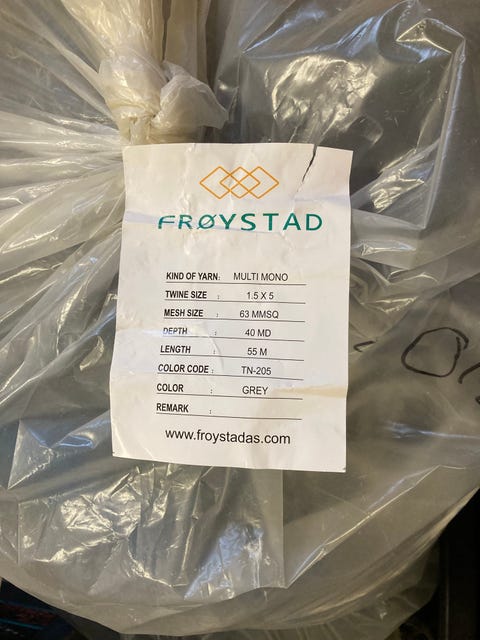 FRØYSTAD
KIND OF YARN: MULTI MONO
TWINE SIZE : 1.5 X 5
MESH SIZE : 63 MMSQ
DEPTH : 40 MD
LENGTH : 55 M
COLOR CODE : TN-205
COLOR : GREY
REMARK :
www.froystadas.com